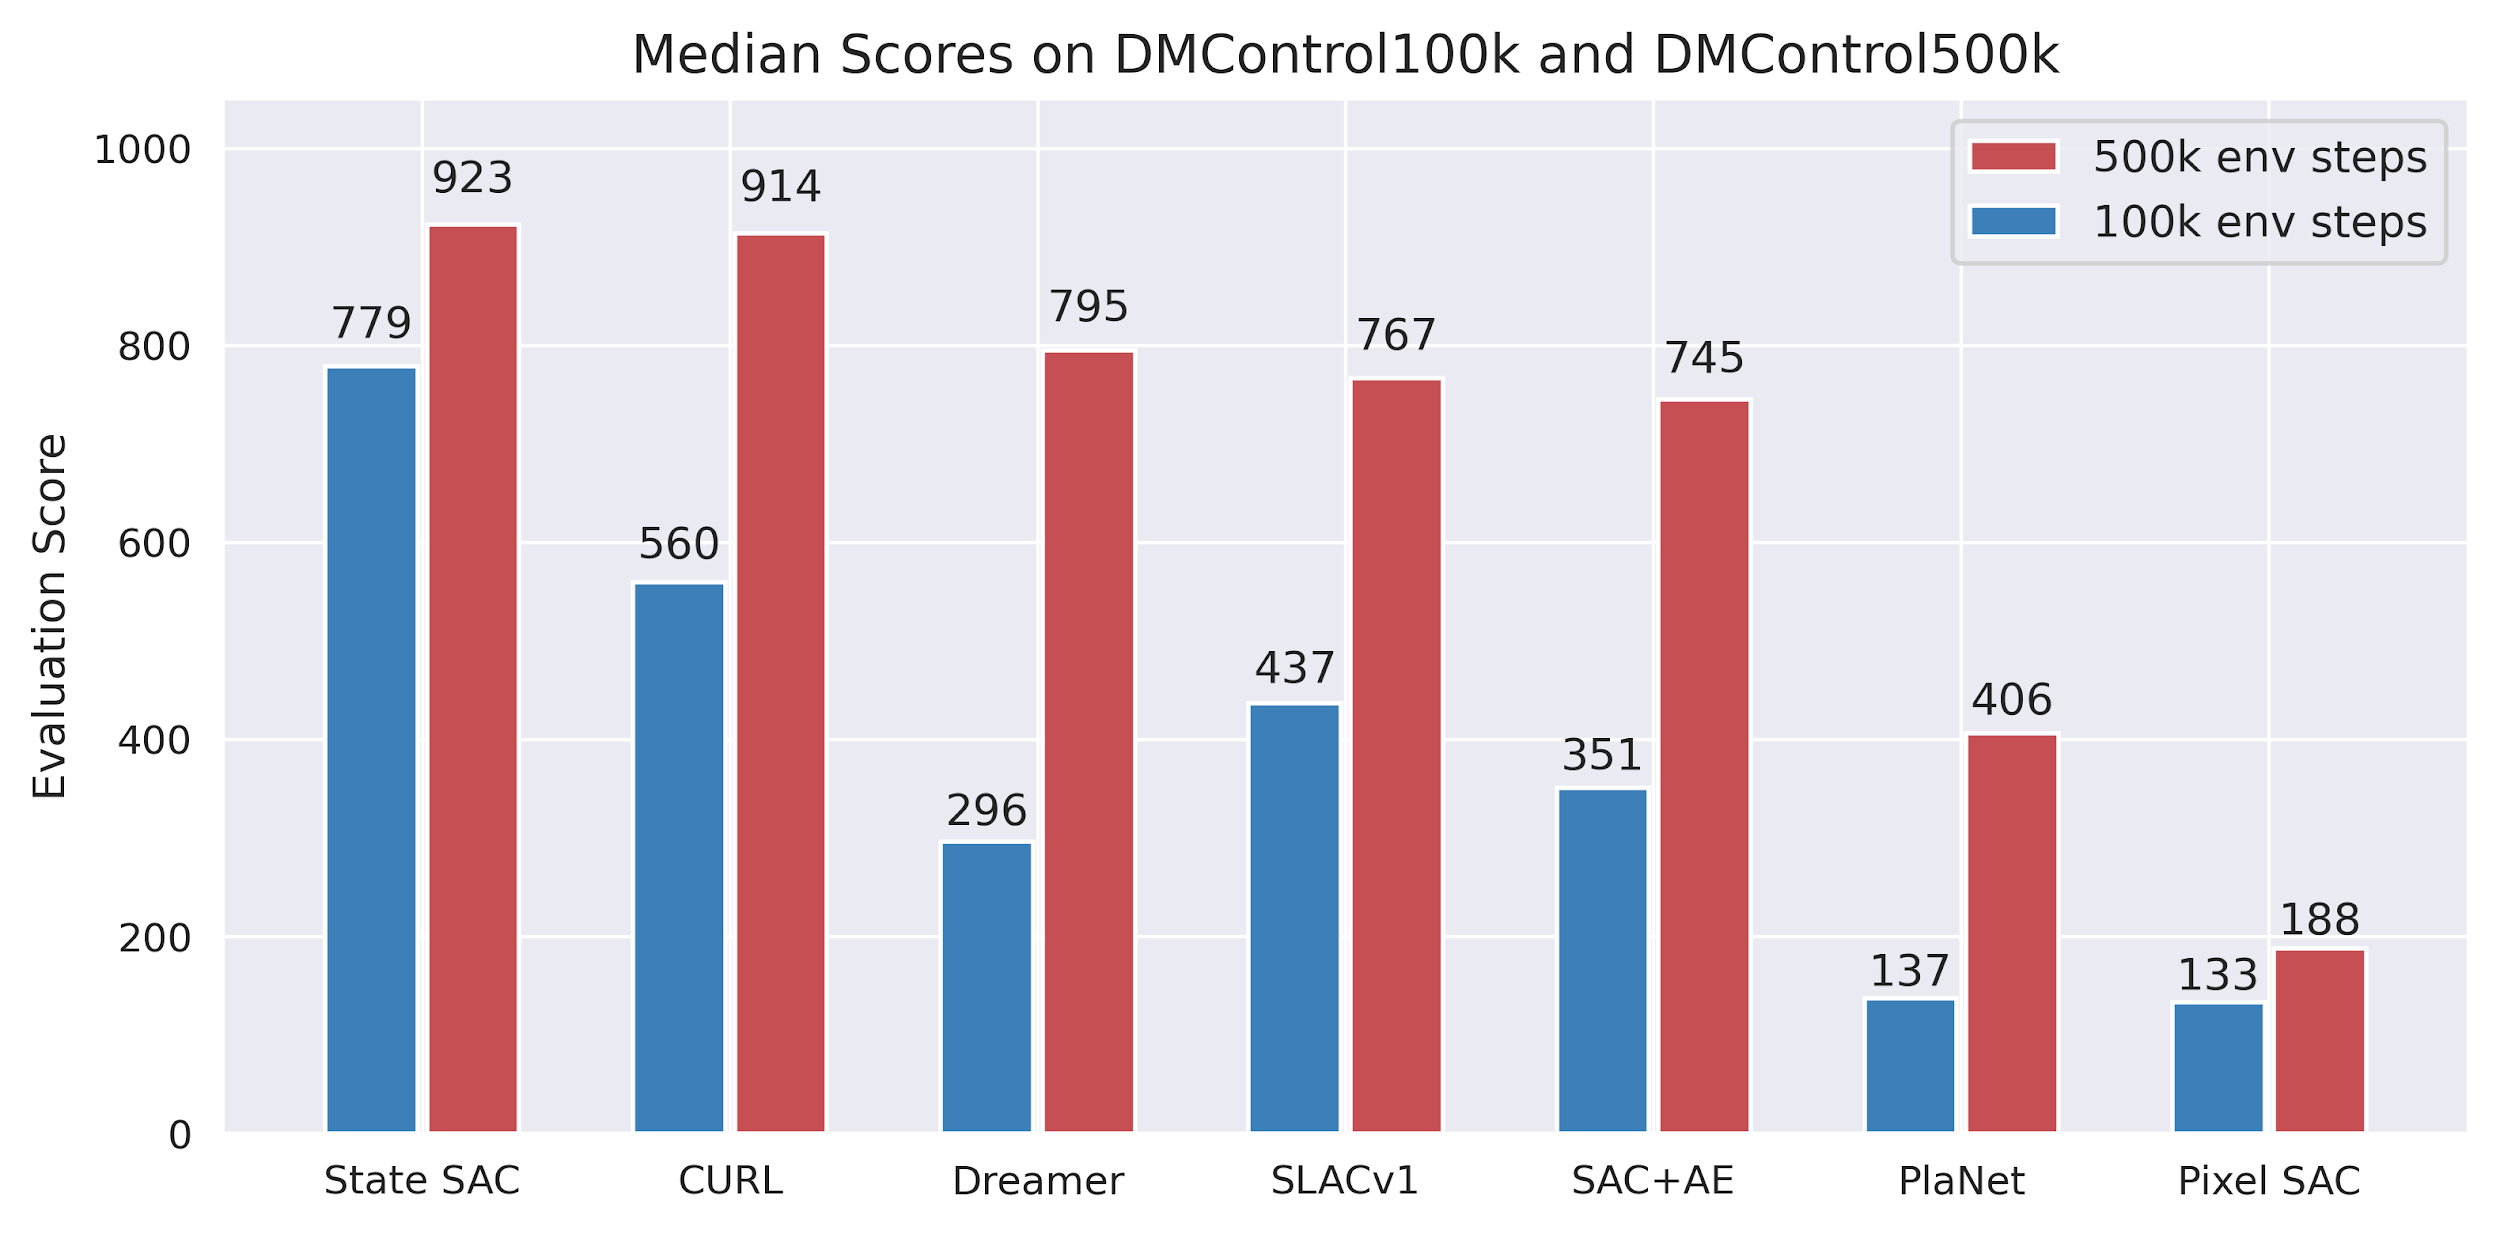 Median Scores on DMControl100k and DMControl500k
500k env steps
100k env steps
Evaluation Score
1000
800
600
400
200
0
779
923
560
914
296
795
437
767
351
745
137
406
133
188
State SAC
CURL
Dreamer
SLACv1
SAC+AE
PlaNet
Pixel SAC